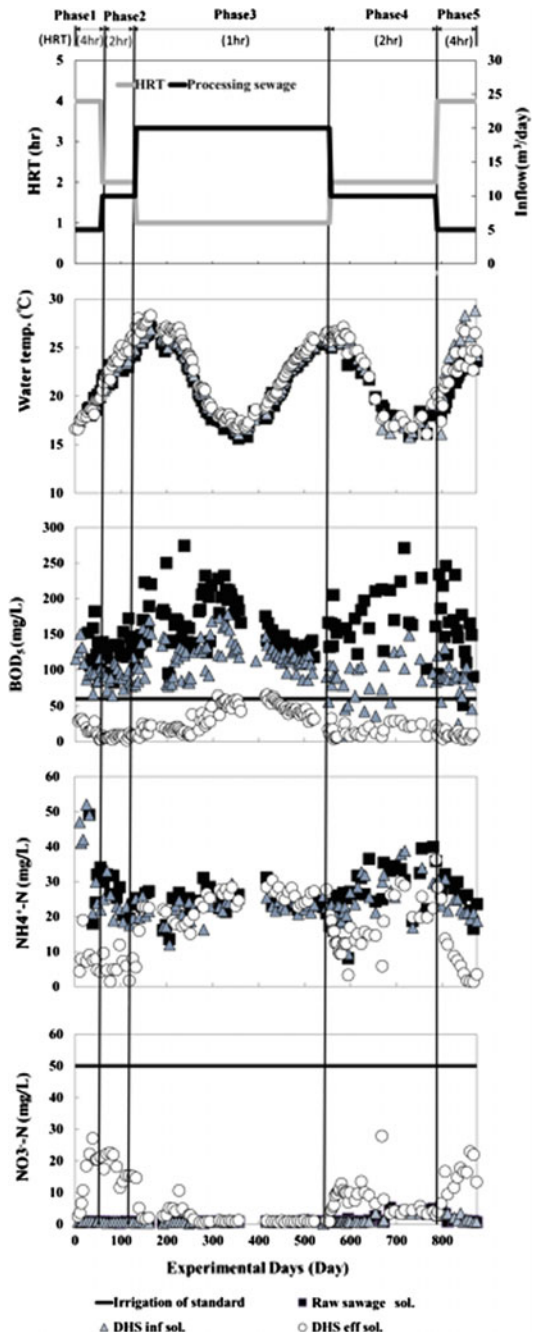 Phase1 Phase2 Phase3 Phase4 Phase5
(HRT) (4hr) (2hr) (1hr) (2hr) (4hr)
5 30
HRT Processing sewage
4 25
20
3
15
2
10
1
5
0 0
HRT (hr)
Inflow(m³/day)
30
25
20
15
10
Water temp. (℃)
300
250
200
150
100
50
0
BOD₅ (mg/L)
60
50
40
30
20
10
0
NH4⁺-N (mg/L)
60
50
40
30
20
10
0
NO3⁻-N (mg/L)
0 100 200 300 400 500 600 700 800
Experimental Days (Day)
Irrigation of standard Raw sawage sol.
DHS inf sol. DHS eff sol.